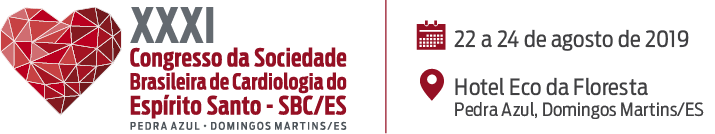 XXXI
Congresso da Sociedade
Brasileira de Cardiologia do
Espírito Santo - SBC/ES
PEDRA AZUL • DOMINGOS MARTINS/ES
22 a 24 de agosto de 2019
Hotel Eco da Floresta
Pedra Azul, Domingos Martins/ES